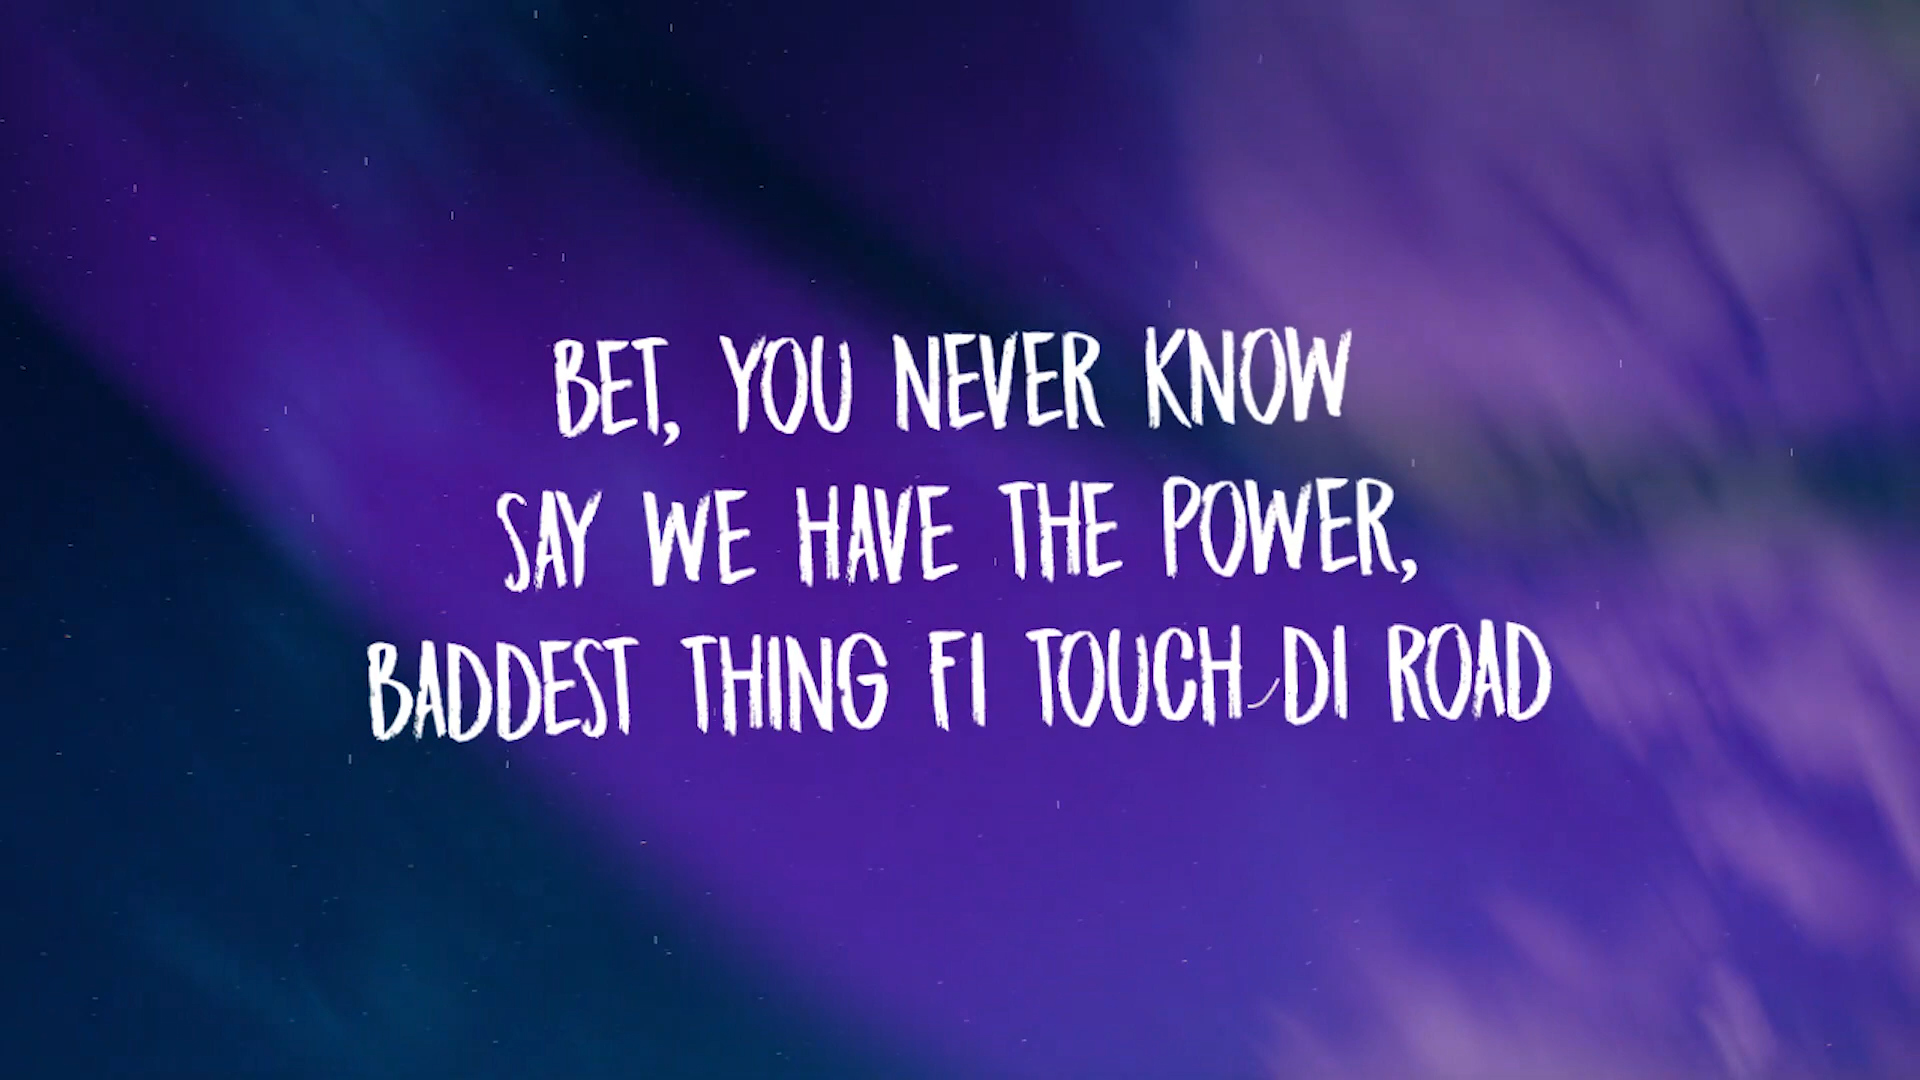 BET, YOU NEVER KNOW
SAY WE HAVE THE POWER,
BADDEST THING FI TOUCH DI ROAD